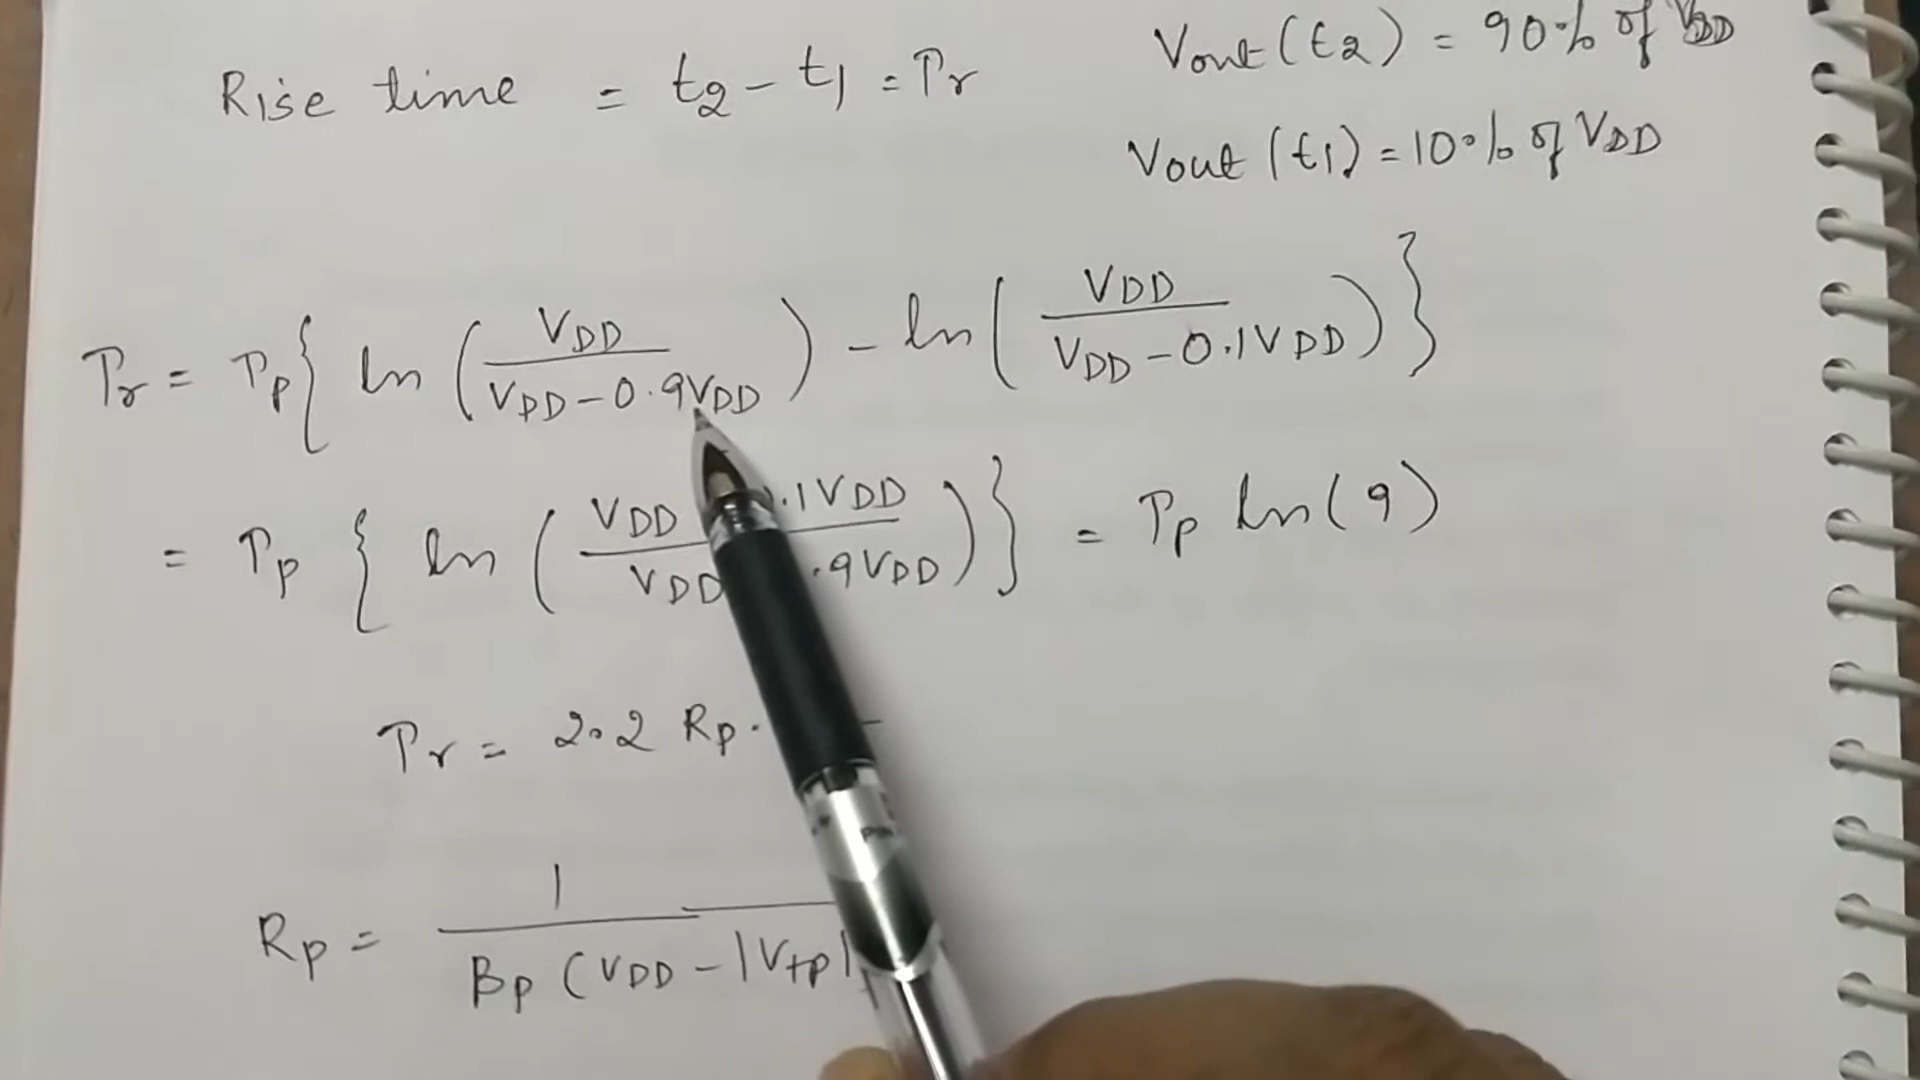 Vout(t2) = 90% of VDD
Rise time = t2 - t1 = Tr
Vout (t1) = 10% of VDD
Tr = Tp{ ln ( VDD / VDD - 0.9VDD ) - ln ( VDD / VDD - 0.1VDD ) }
= Tp { ln ( VDD .1VDD / VDD .9VDD ) } = Tp ln(9)
Tr = 2.2 Rp.
Rp = 1 / Bp (VDD - |Vtp|